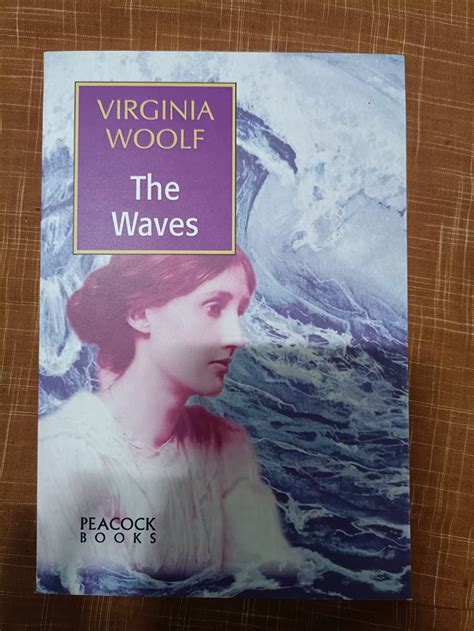 VIRGINIA
WOOLF
The
Waves
PEACOCK
BOOKS